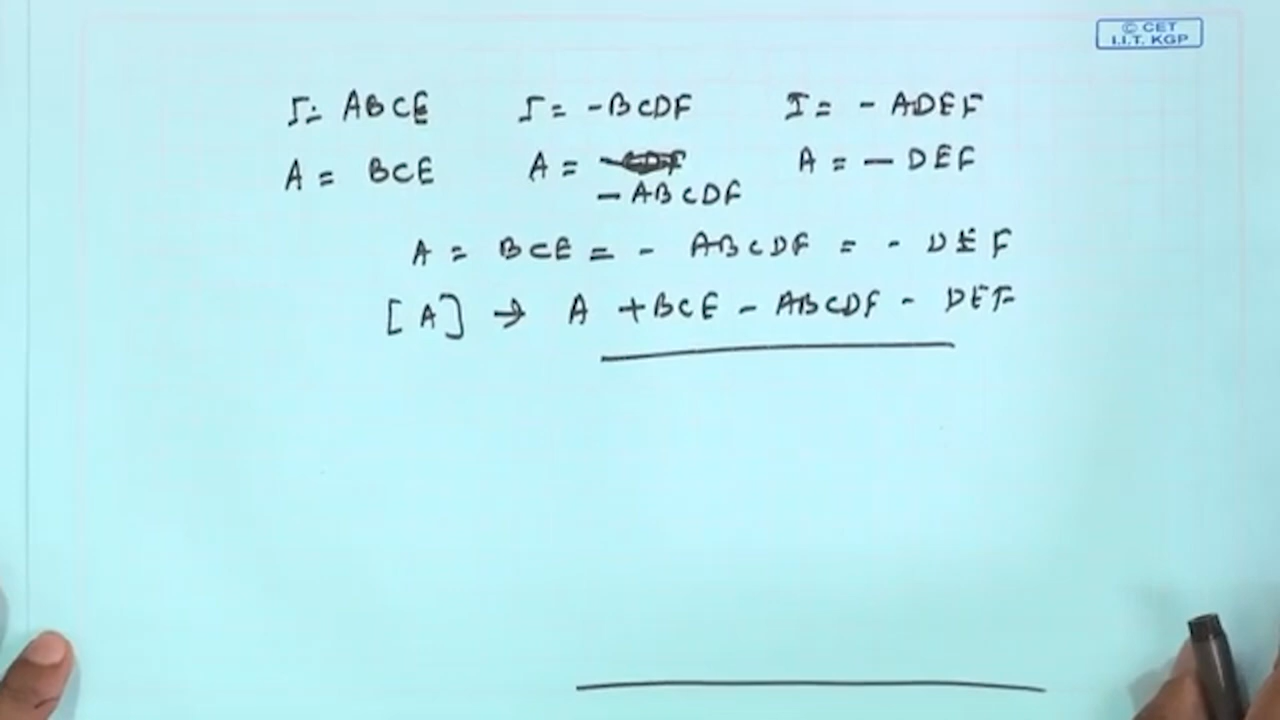 © CET
I.I.T. KGP
I = ABCE I = -BCDF I = - ADEF
A = BCE A = - ABCDF A = - DEF
A = BCE = - ABCDF = - DEF
[A] → A + BCE - ABCDF - DEF